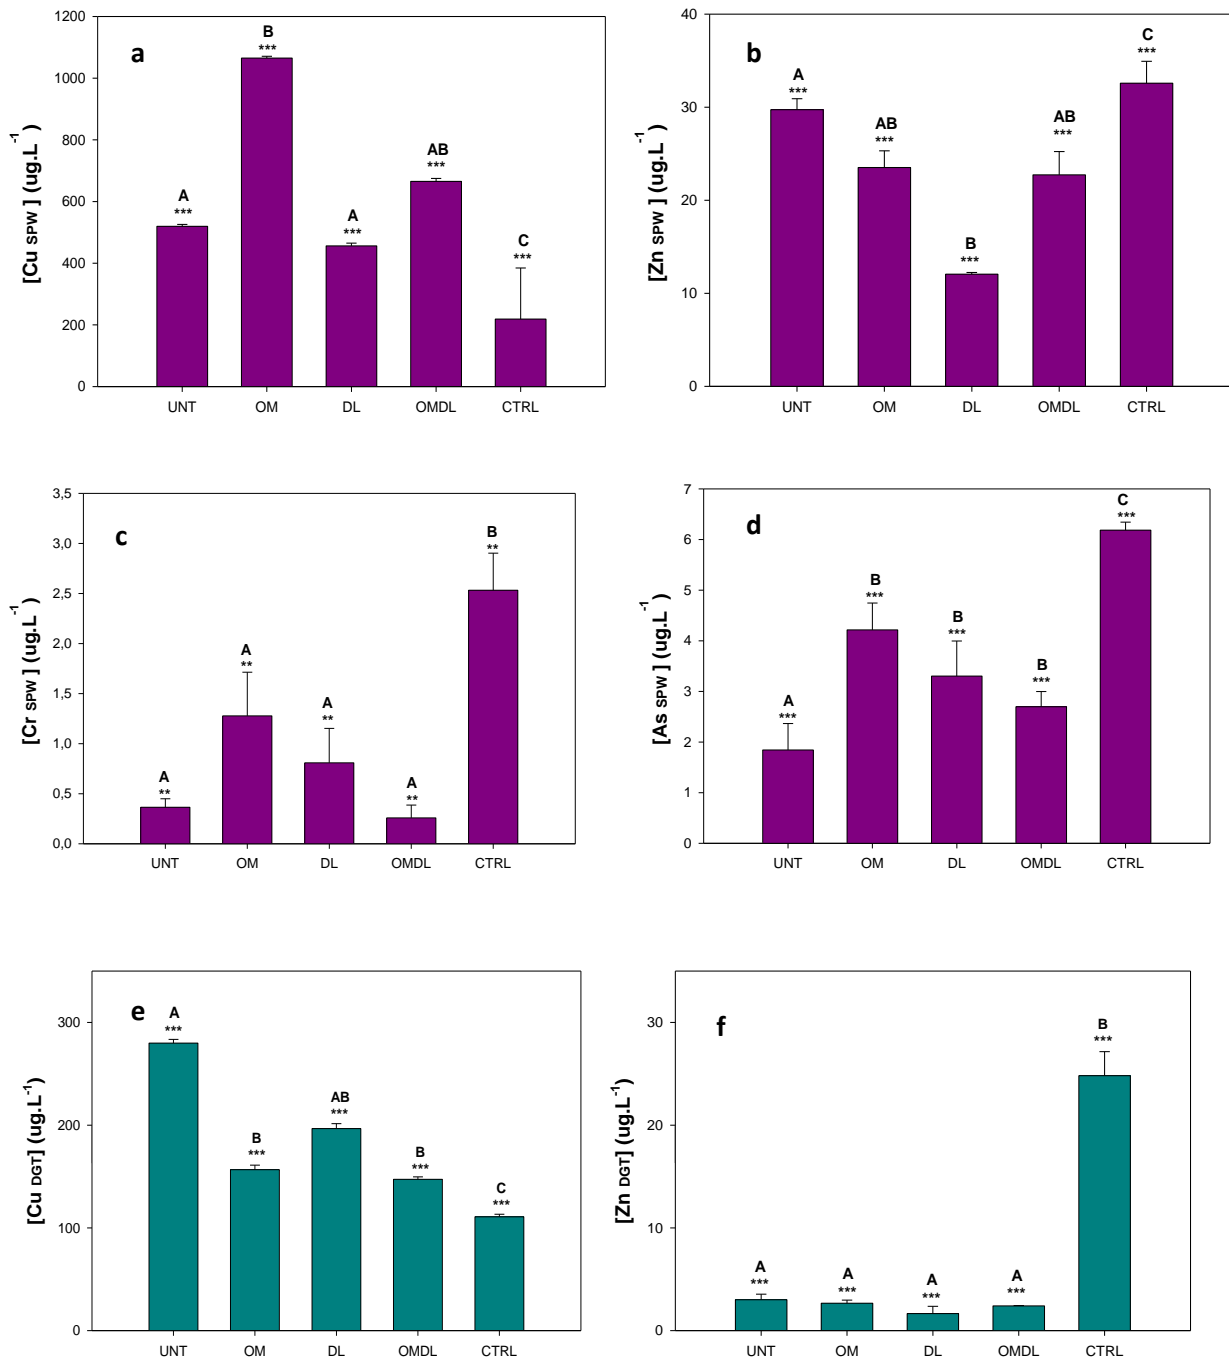 a
[Cu SPW ] (ug.L-1)
1200
1000
800
600
400
200
0
A
***
B
***
A
***
AB
***
C
***
UNT OM DL OMDL CTRL
b
[Zn SPW ] (ug.L-1)
40
30
20
10
0
A
***
AB
***
B
***
AB
***
C
***
UNT OM DL OMDL CTRL
c
[Cr SPW ] (ug.L-1)
3,5
3,0
2,5
2,0
1,5
1,0
0,5
0,0
A
**
A
**
A
**
A
**
B
**
UNT OM DL OMDL CTRL
d
[As SPW ] (ug.L-1)
7
6
5
4
3
2
1
0
A
***
B
***
B
***
B
***
C
***
UNT OM DL OMDL CTRL
e
[Cu DGT] (ug.L-1)
300
200
100
0
A
***
B
***
AB
***
B
***
C
***
UNT OM DL OMDL CTRL
f
[Zn DGT] (ug.L-1)
30
20
10
0
A
***
A
***
A
***
A
***
B
***
UNT OM DL OMDL CTRL